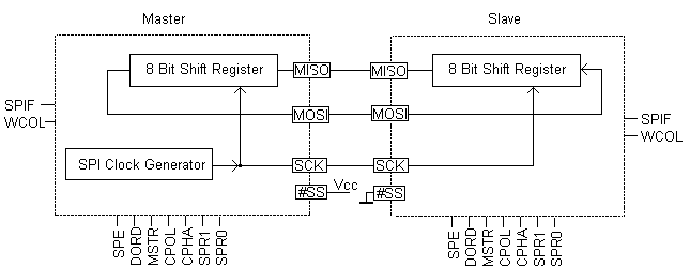 Master
Slave
8 Bit Shift Register
MISO
MISO
8 Bit Shift Register
SPIF
WCOL
MOSI
MOSI
SPIF
WCOL
SPI Clock Generator
SCK
SCK
#SS
Vcc
#SS
SPE
DORD
MSTR
CPOL
CPHA
SPR1
SPR0
SPE
DORD
MSTR
CPOL
CPHA
SPR1
SPR0